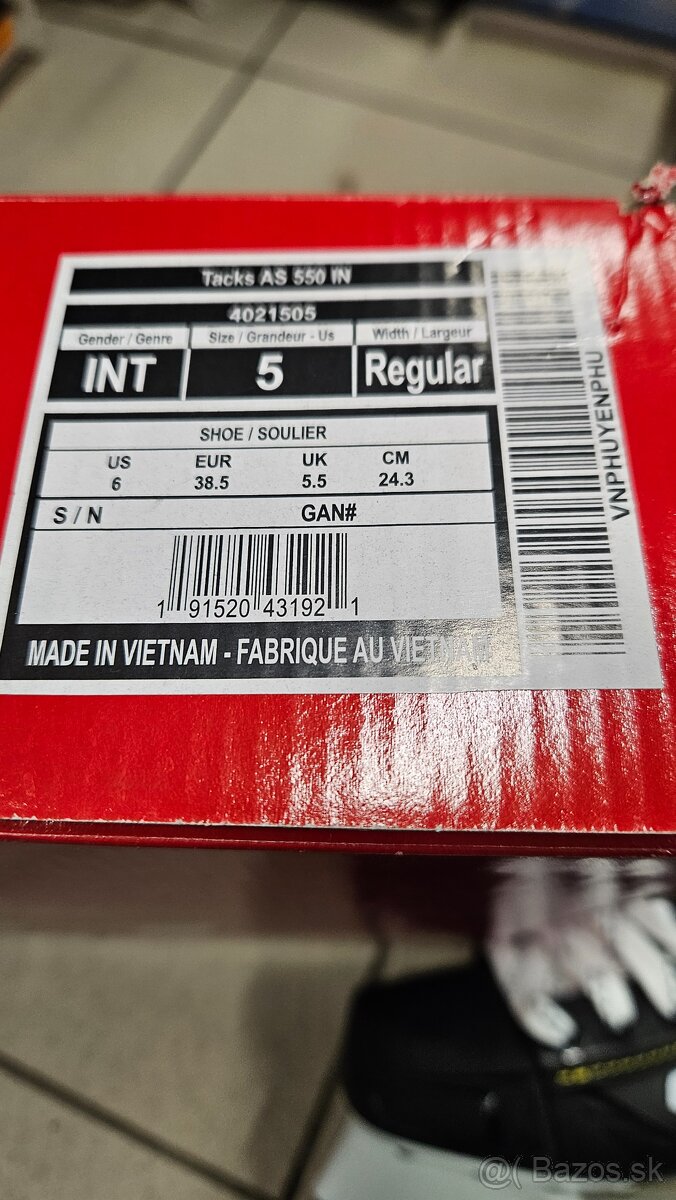 Tacks AS 550 IN
4021505
Gender / Genre Size / Grandeur - Us Width / Largeur
INT 5 Regular
SHOE / SOULIER
US EUR UK CM
6 38.5 5.5 24.3
S / N GAN#
1 91520 43192 1
MADE IN VIETNAM - FABRIQUE AU VIETNAM
VNPHUYENPHU
@( Bazos.sk